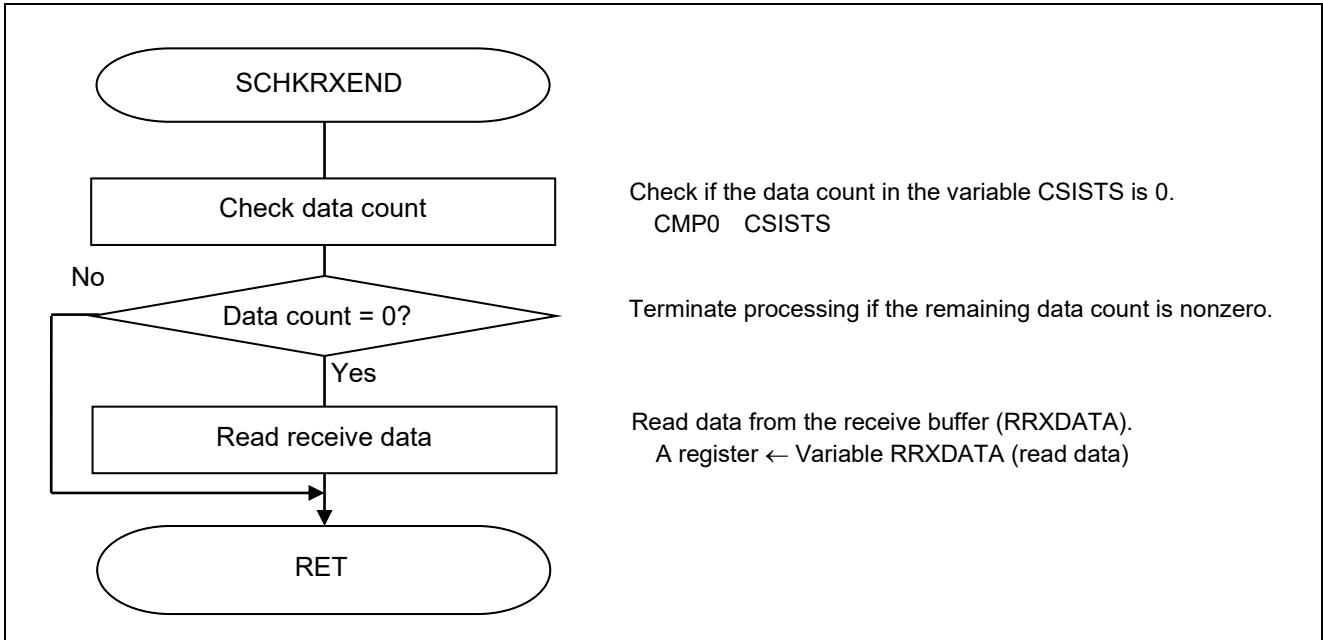 SCHKRXEND
Check data count
Check if the data count in the variable CSISTS is 0.
CMP0 CSISTS
No
Data count = 0?
Terminate processing if the remaining data count is nonzero.
Yes
Read receive data
Read data from the receive buffer (RRXDATA).
A register ← Variable RRXDATA (read data)
RET